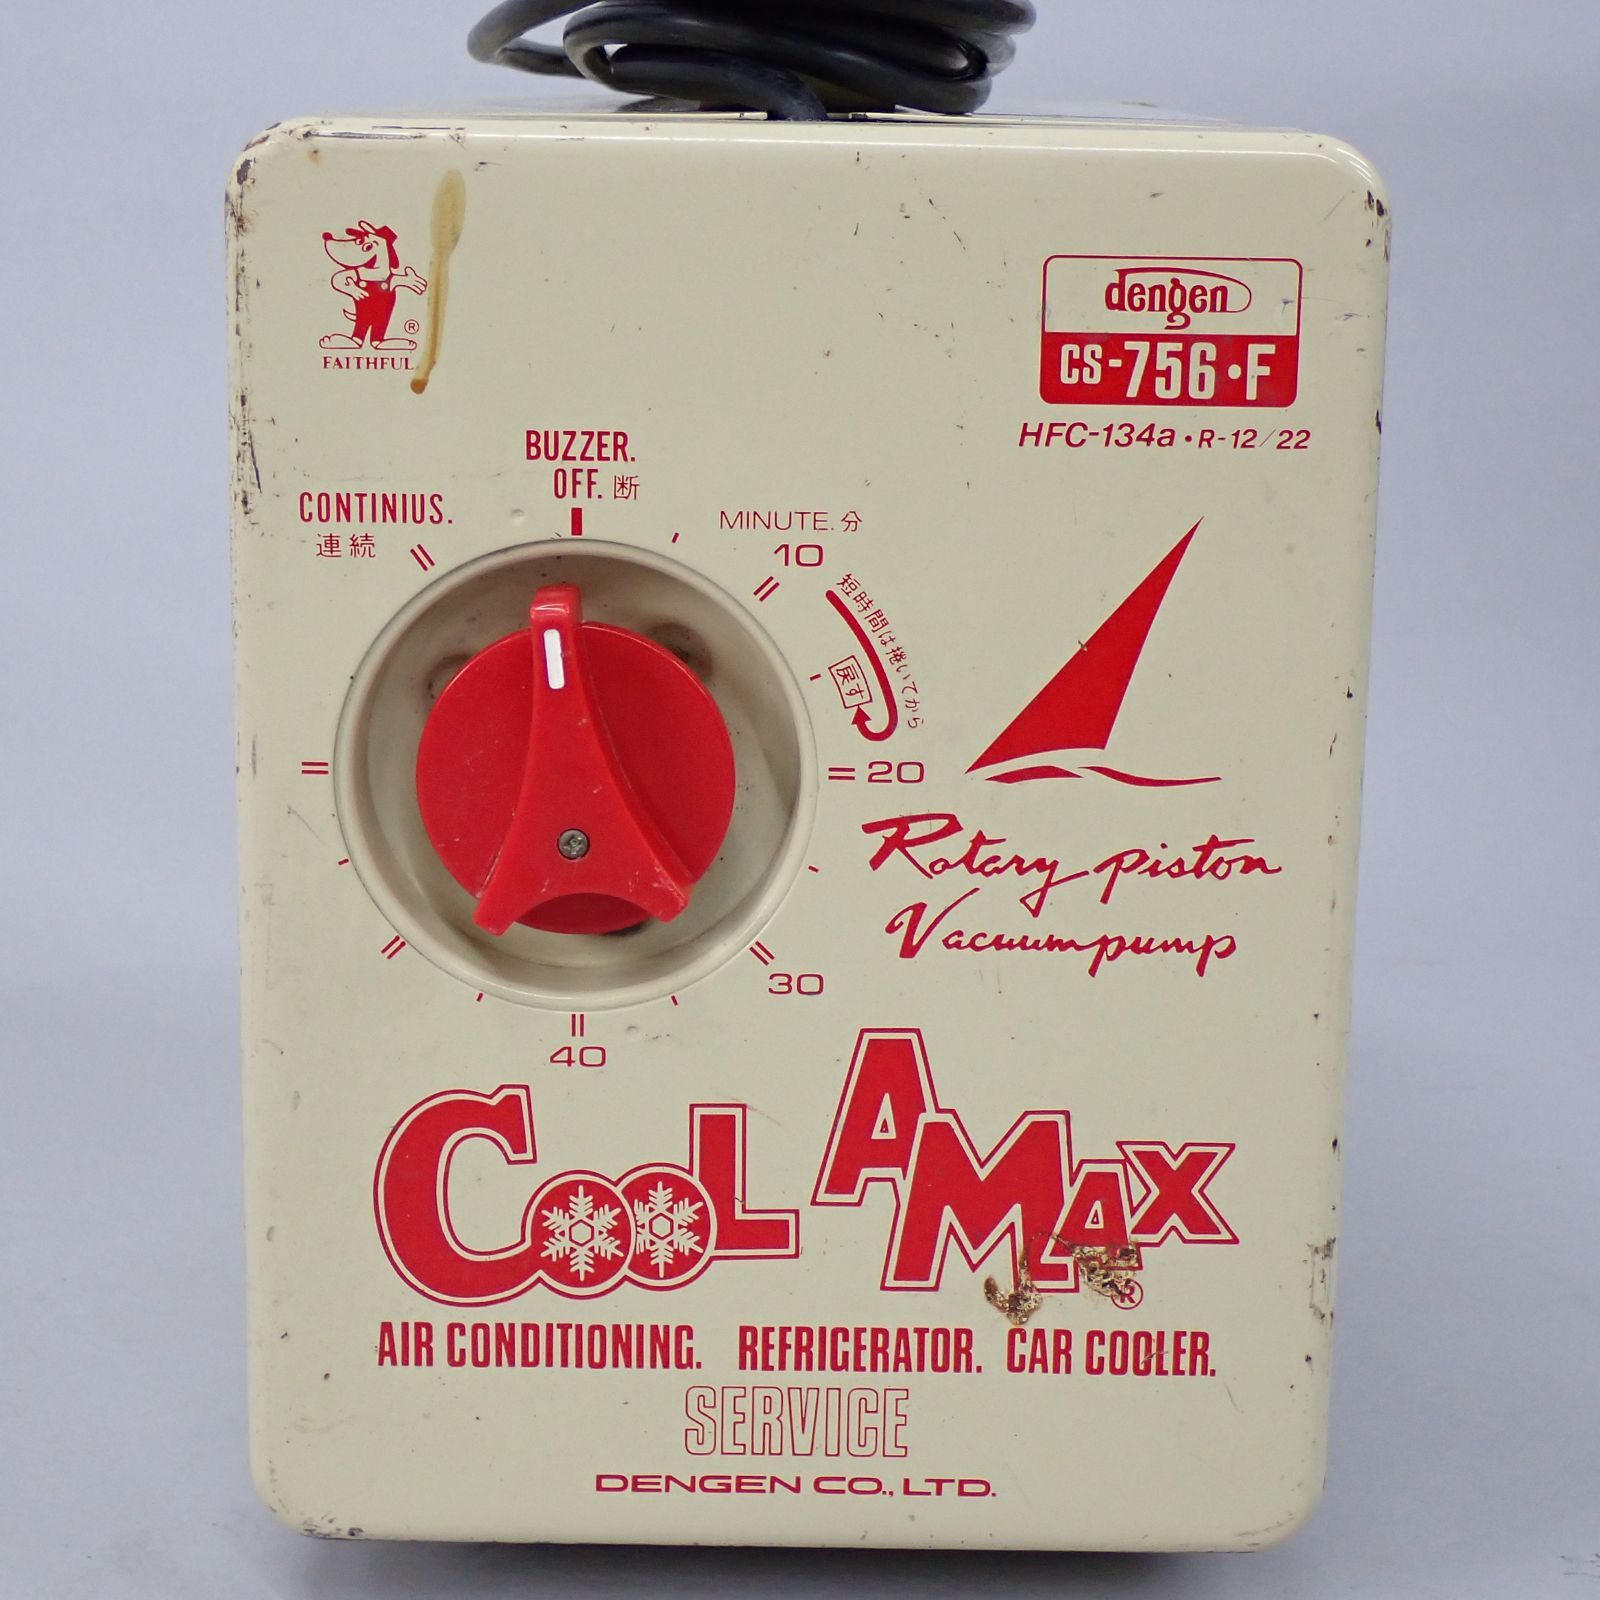 FAITHFUL
®
dengen
CS-756・F
HFC-134a・R-12/22
BUZZER.
OFF. 断
CONTINIUS.
連続
MINUTE. 分
10
短時間は捲いてから
戻す
20
30
40
Rotary piston
Vacuumpump
COOL AMAX
®
AIR CONDITIONING. REFRIGERATOR. CAR COOLER.
SERVICE
DENGEN CO., LTD.